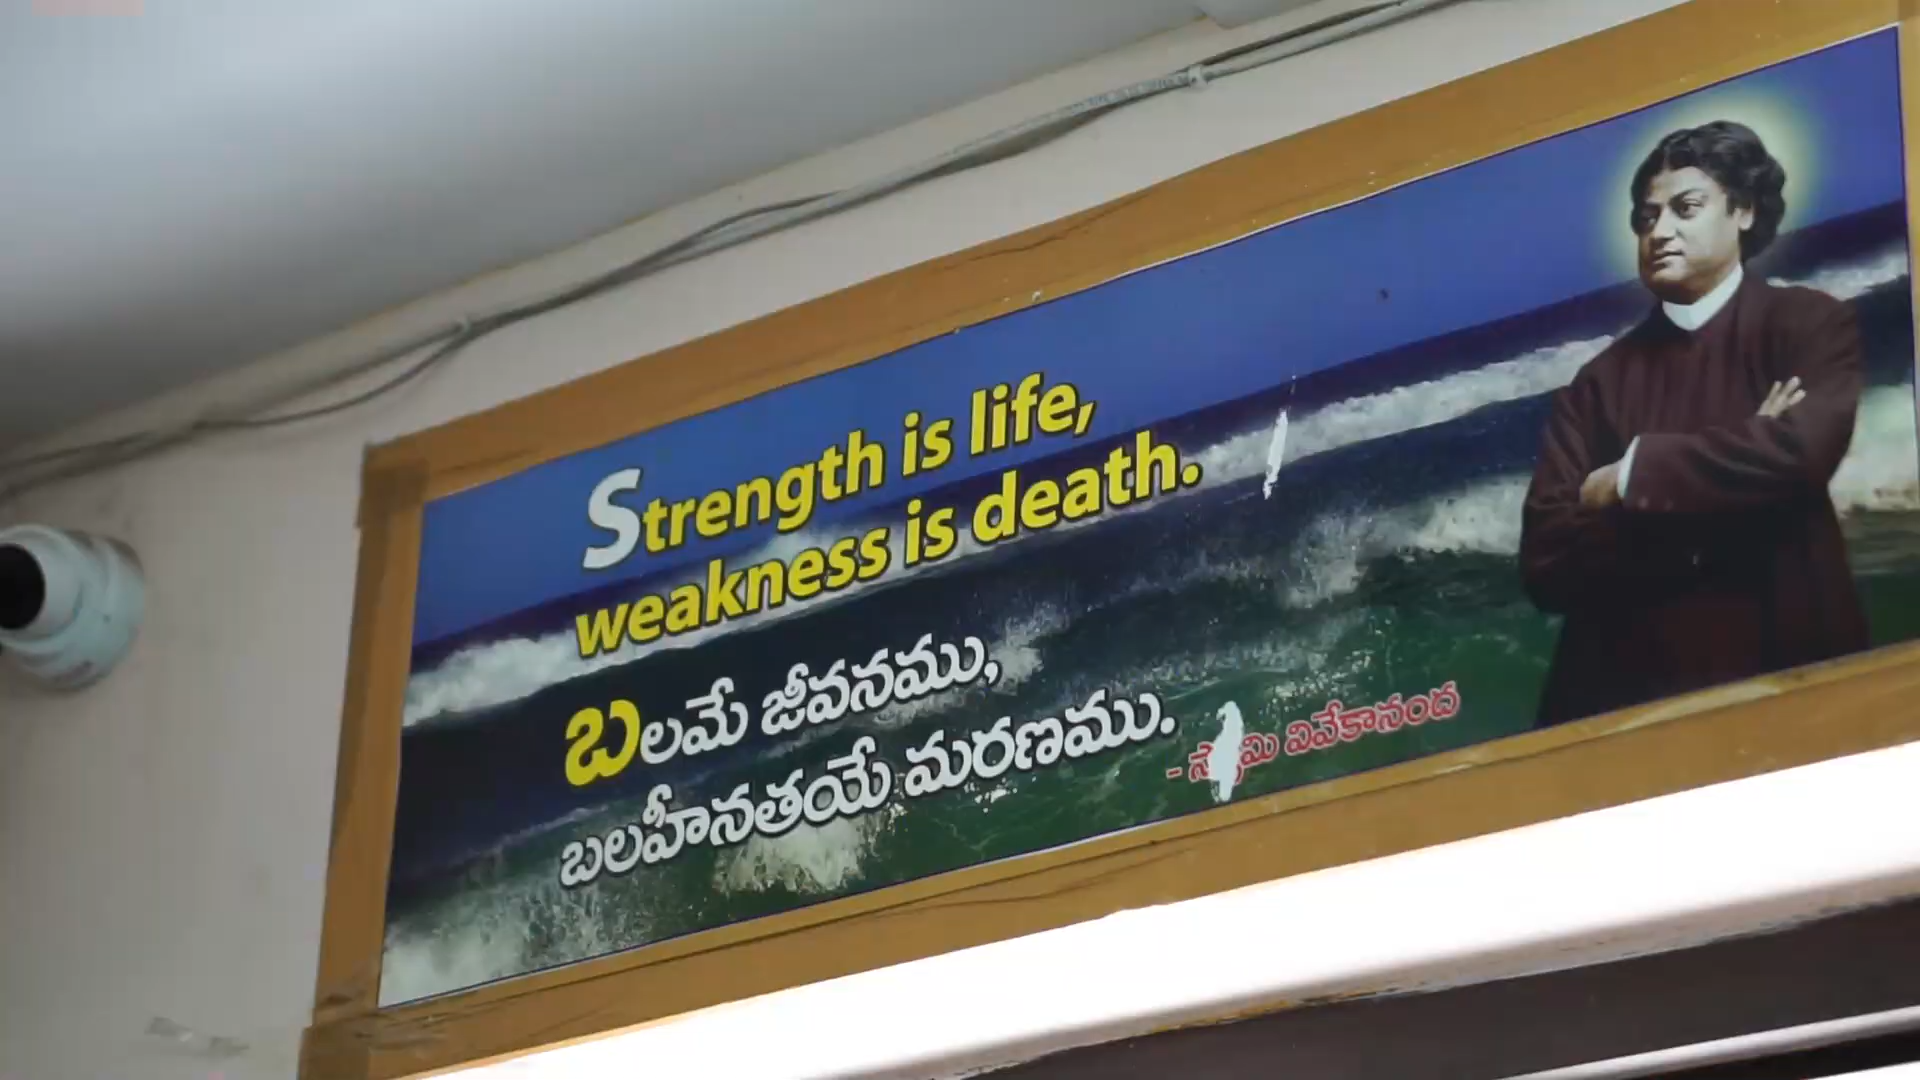 Strength is life,
weakness is death.
బలమే జీవనము,
బలహీనతయే మరణము.
- స్వామి వివేకానంద